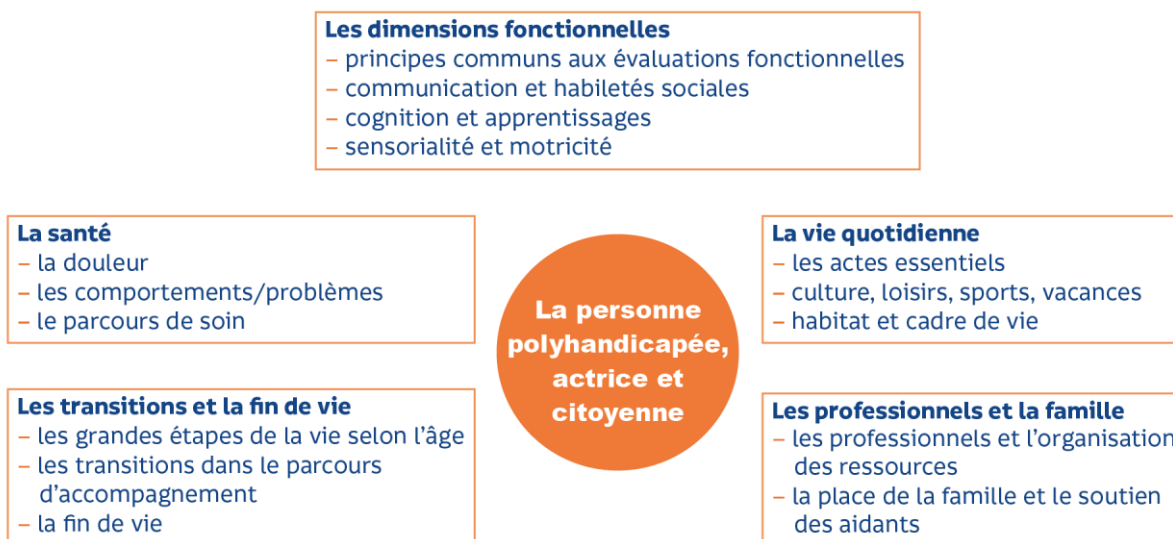 Les dimensions fonctionnelles
– principes communs aux évaluations fonctionnelles
– communication et habiletés sociales
– cognition et apprentissages
– sensorialité et motricité
La santé
– la douleur
– les comportements/problèmes
– le parcours de soin
La vie quotidienne
– les actes essentiels
– culture, loisirs, sports, vacances
– habitat et cadre de vie
La personne
polyhandicapée,
actrice et
citoyenne
Les transitions et la fin de vie
– les grandes étapes de la vie selon l’âge
– les transitions dans le parcours
d’accompagnement
– la fin de vie
Les professionnels et la famille
– les professionnels et l’organisation
des ressources
– la place de la famille et le soutien
des aidants